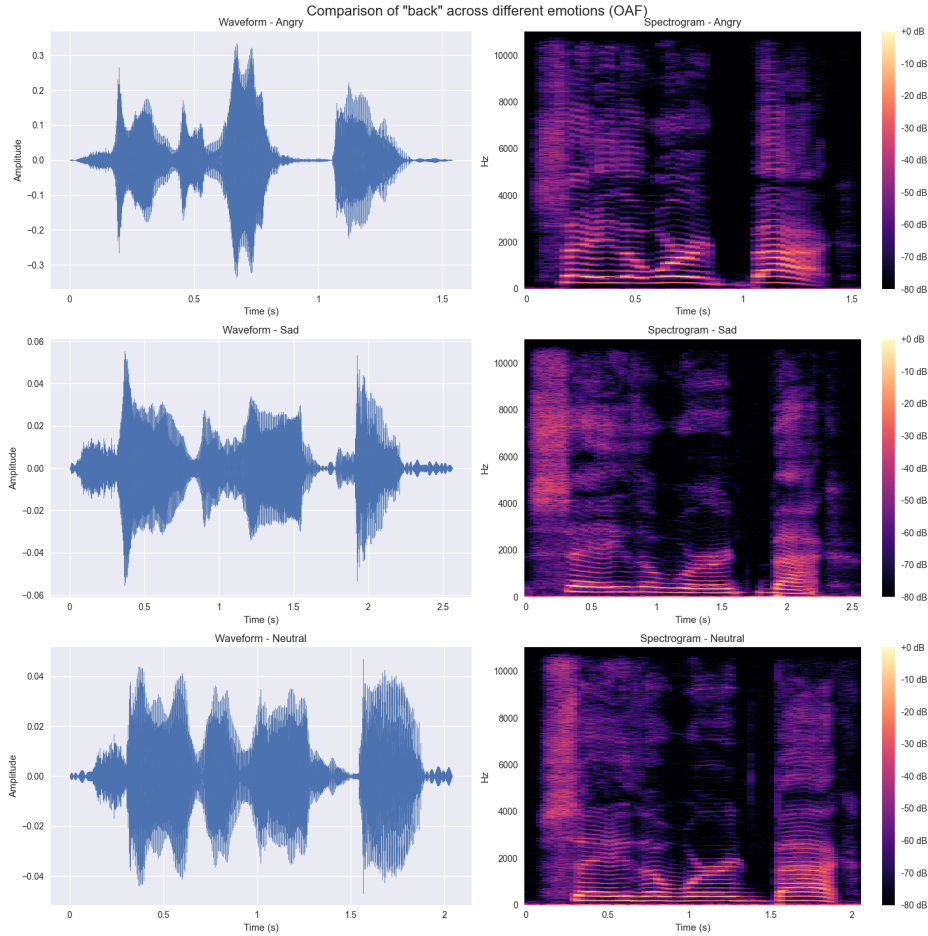 Comparison of "back" across different emotions (OAF)
Waveform - Angry
0.3
0.2
0.1
0.0
−0.1
−0.2
−0.3
Amplitude
0 0.5 1 1.5
Time (s)
Spectrogram - Angry
10000
8000
6000
4000
2000
0
Hz
0 0.5 1 1.5
Time (s)
+0 dB
-10 dB
-20 dB
-30 dB
-40 dB
-50 dB
-60 dB
-70 dB
-80 dB
Waveform - Sad
0.06
0.04
0.02
0.00
−0.02
−0.04
−0.06
Amplitude
0 0.5 1 1.5 2 2.5
Time (s)
Spectrogram - Sad
10000
8000
6000
4000
2000
0
Hz
0 0.5 1 1.5 2 2.5
Time (s)
+0 dB
-10 dB
-20 dB
-30 dB
-40 dB
-50 dB
-60 dB
-70 dB
-80 dB
Waveform - Neutral
0.04
0.02
0.00
−0.02
−0.04
Amplitude
0 0.5 1 1.5 2
Time (s)
Spectrogram - Neutral
10000
8000
6000
4000
2000
0
Hz
0 0.5 1 1.5 2
Time (s)
+0 dB
-10 dB
-20 dB
-30 dB
-40 dB
-50 dB
-60 dB
-70 dB
-80 dB